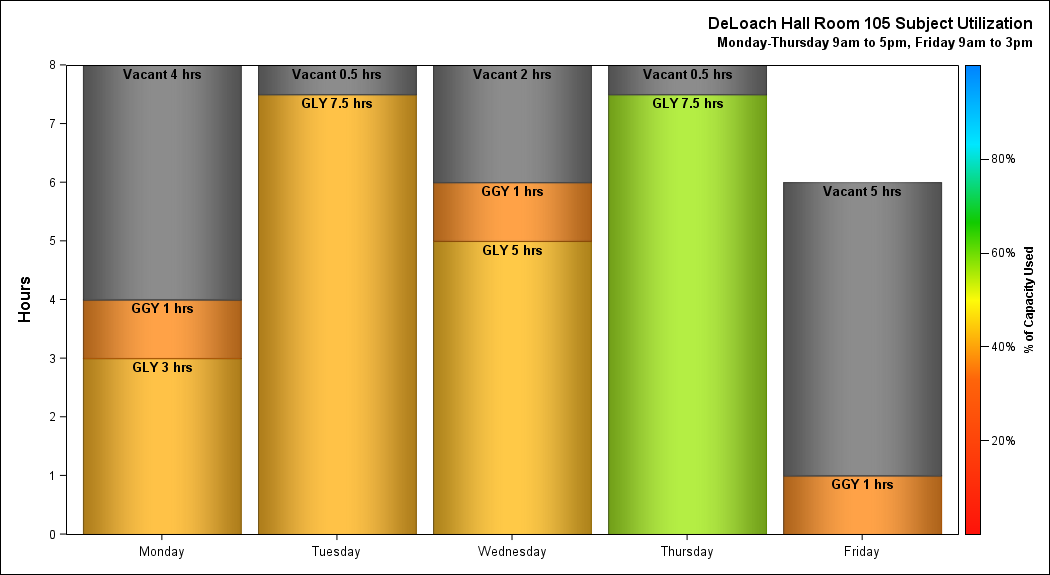 DeLoach Hall Room 105 Subject Utilization
Monday-Thursday 9am to 5pm, Friday 9am to 3pm
Hours
8
7
6
5
4
3
2
1
0
Vacant 4 hrs
GGY 1 hrs
GLY 3 hrs
Vacant 0.5 hrs
GLY 7.5 hrs
Vacant 2 hrs
GGY 1 hrs
GLY 5 hrs
Vacant 0.5 hrs
GLY 7.5 hrs
Vacant 5 hrs
GGY 1 hrs
Monday
Tuesday
Wednesday
Thursday
Friday
80%
60%
40%
20%
% of Capacity Used